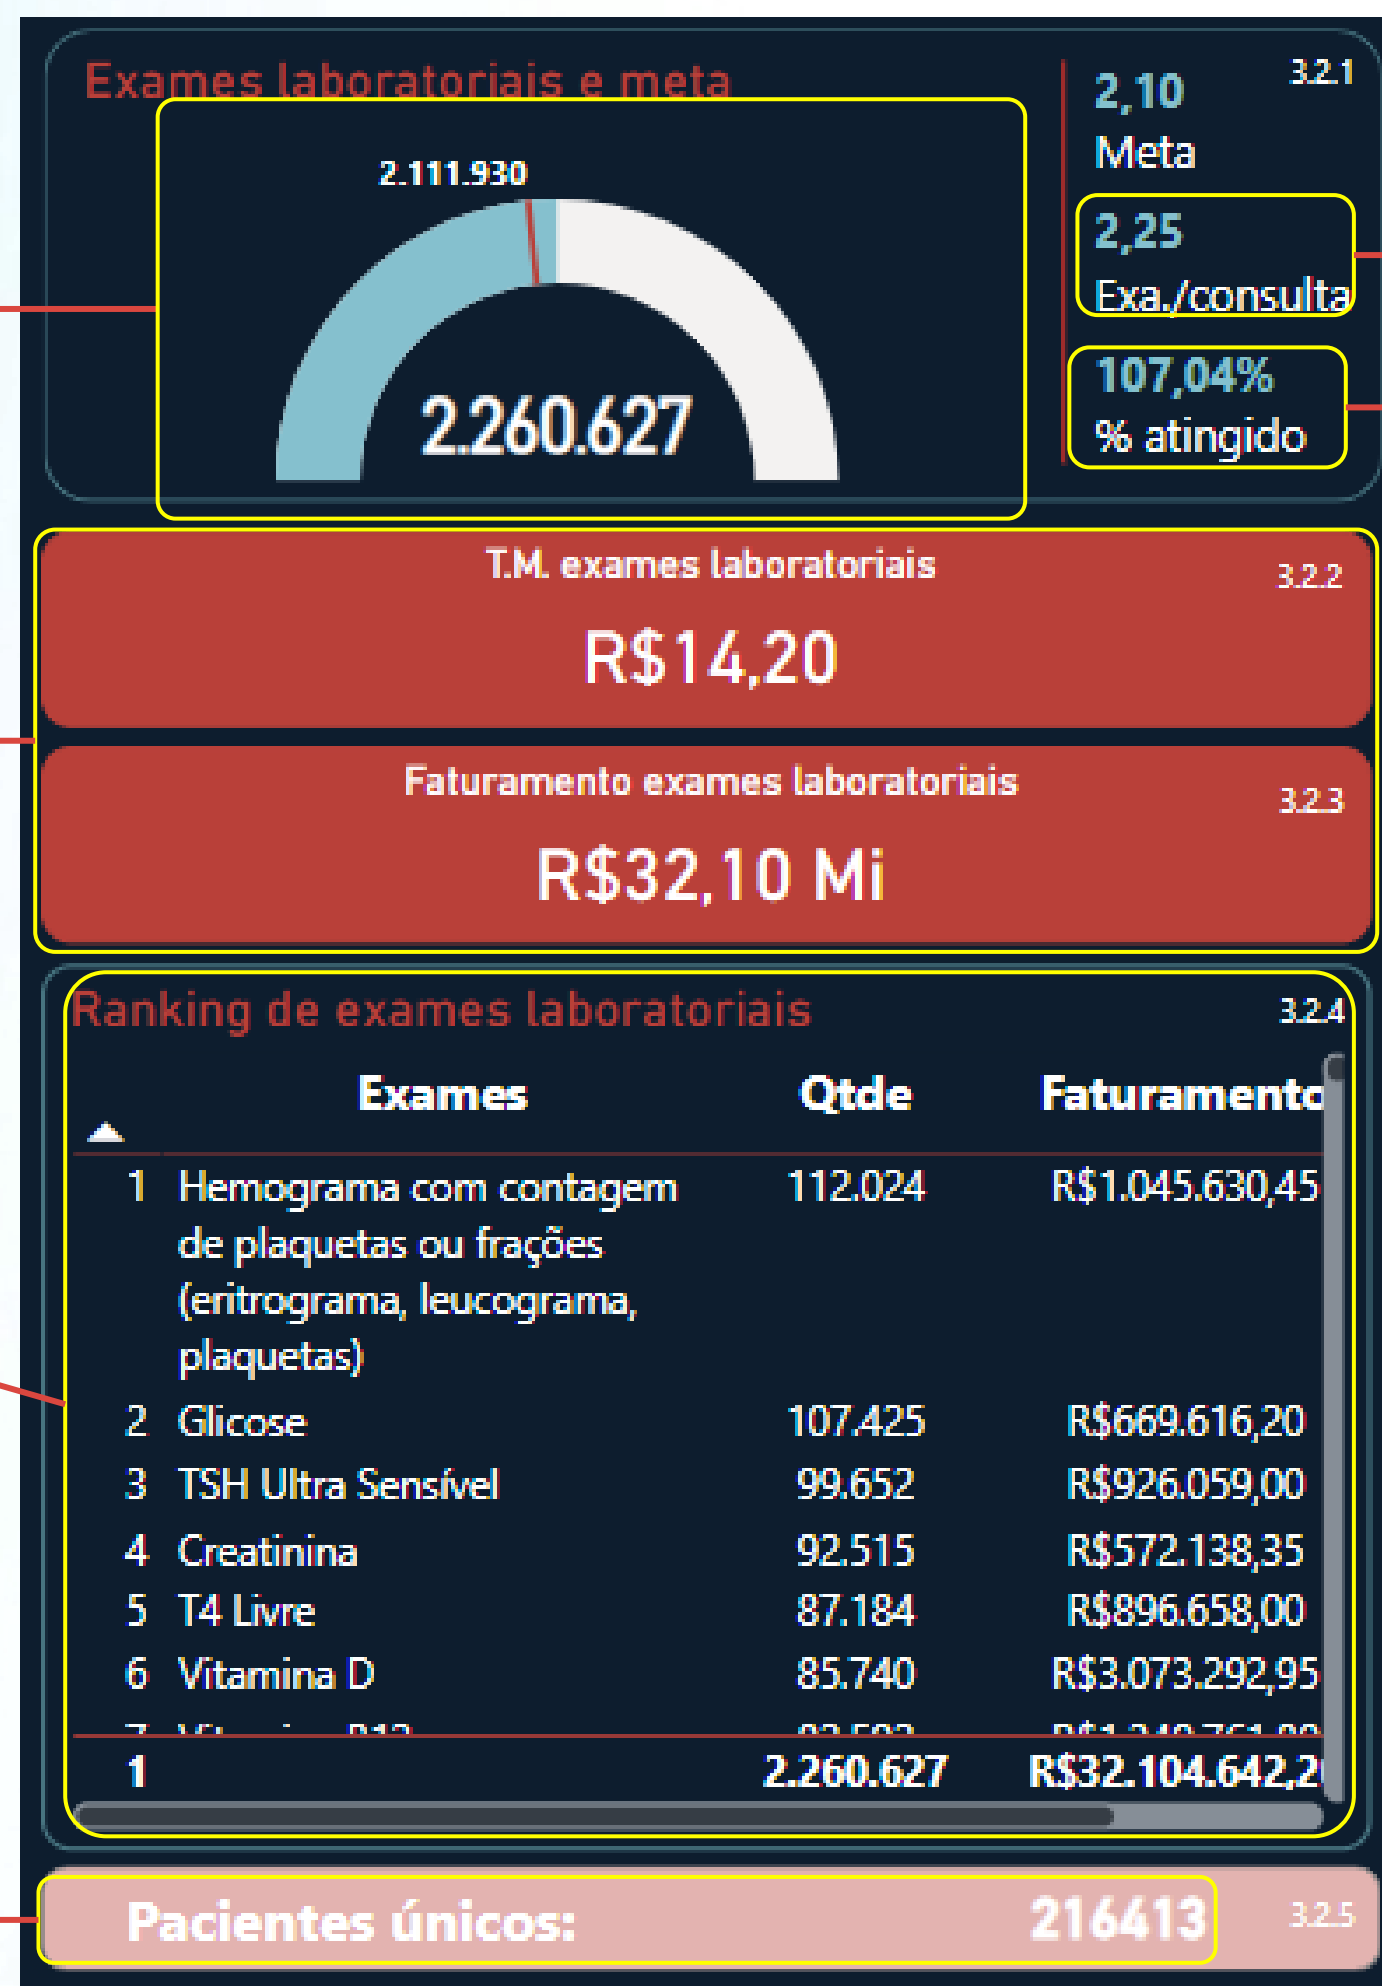 Exames laboratoriais e meta
3.2.1
2,10
Meta
2,25
Exa./consulta
107,04%
% atingido
2.111.930
2.260.627
T.M. exames laboratoriais
3.2.2
R$14,20
Faturamento exames laboratoriais
3.2.3
R$32,10 Mi
Ranking de exames laboratoriais
3.2.4
Exames Qtde Faturamento
1 Hemograma com contagem 112.024 R$1.045.630,45
de plaquetas ou frações
(eritrograma, leucograma,
plaquetas)
2 Glicose 107.425 R$669.616,20
3 TSH Ultra Sensível 99.652 R$926.059,00
4 Creatinina 92.515 R$572.138,35
5 T4 Livre 87.184 R$896.658,00
6 Vitamina D 85.740 R$3.073.292,95
1 2.260.627 R$32.104.642,2
Pacientes únicos: 216413
3.2.5